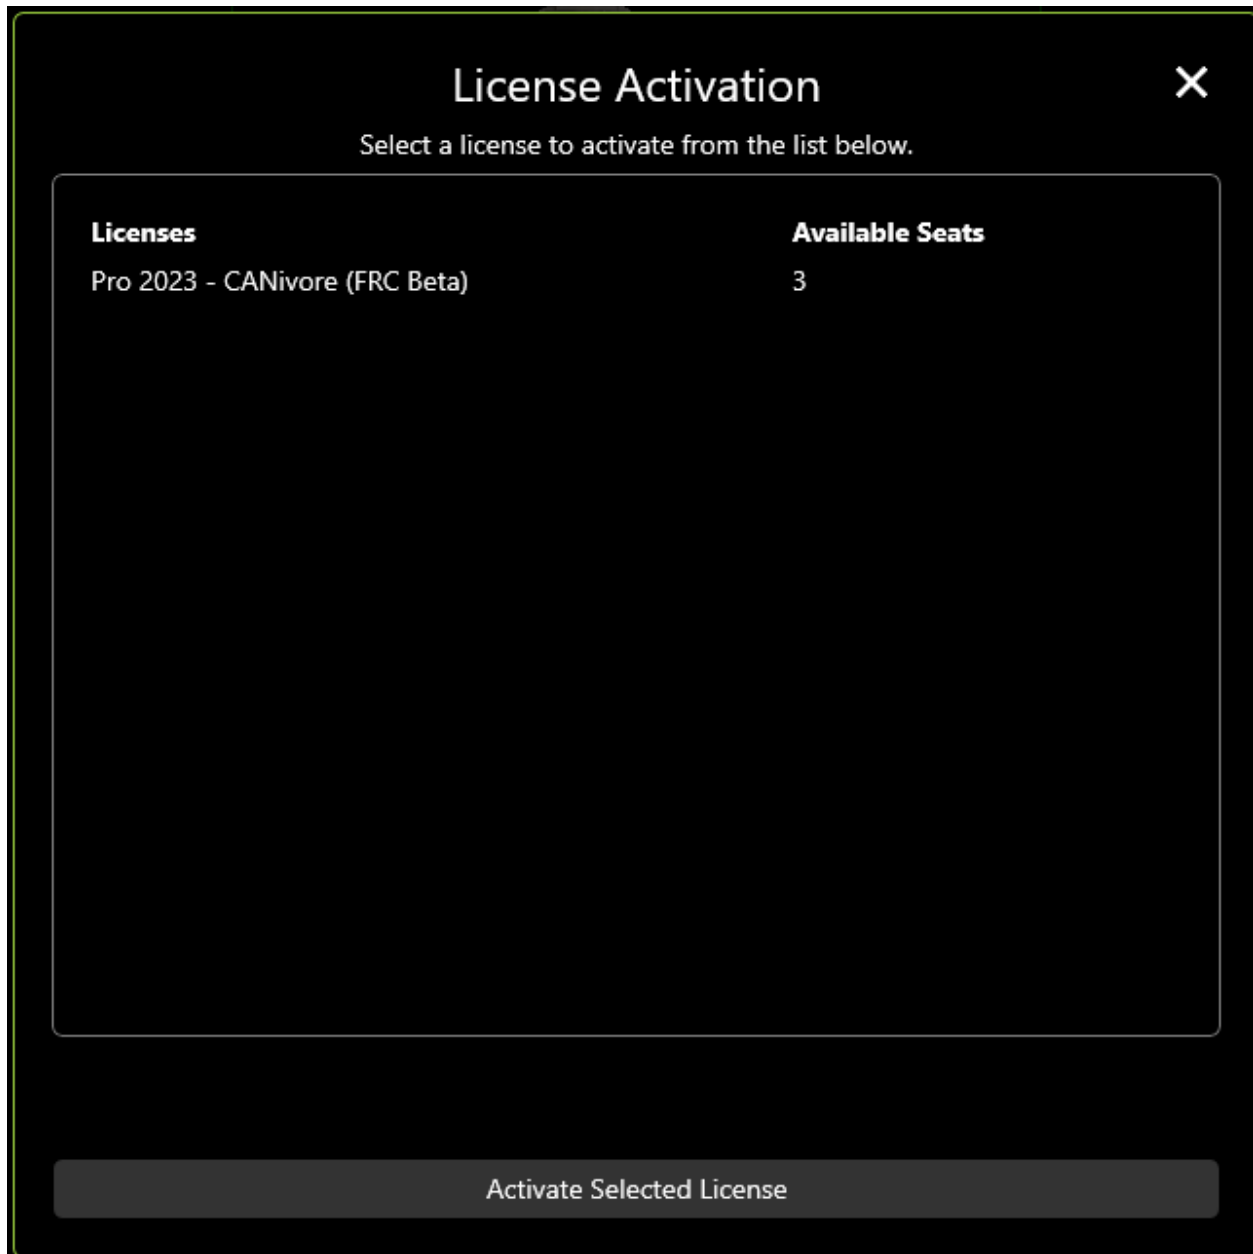 License Activation
Select a license to activate from the list below.
Licenses Available Seats
Pro 2023 - CANivore (FRC Beta) 3
Activate Selected License